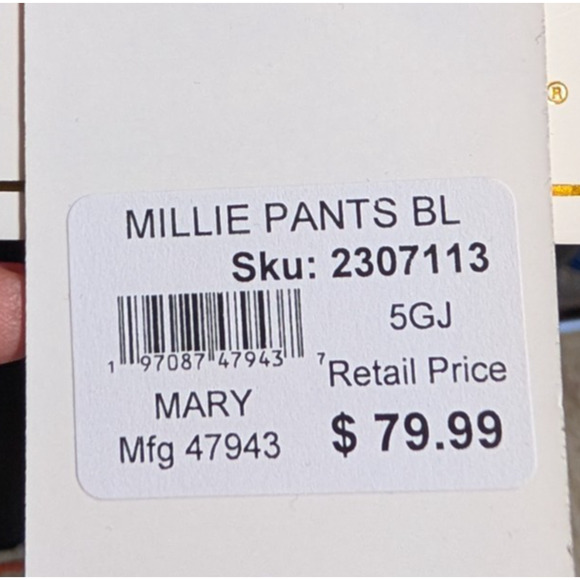 ®
MILLIE PANTS BL
Sku: 2307113
5GJ
1 97087 47943 7
Retail Price
MARY
$ 79.99
Mfg 47943